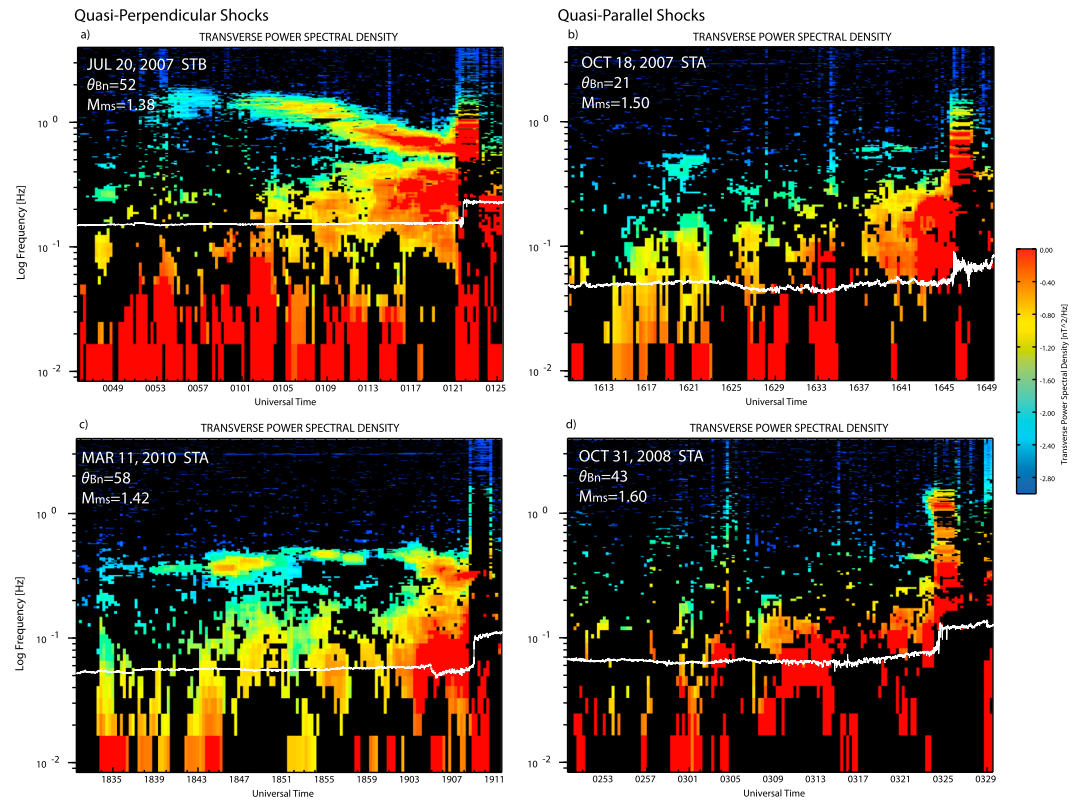 Quasi-Perpendicular Shocks
Quasi-Parallel Shocks
a)
TRANSVERSE POWER SPECTRAL DENSITY
JUL 20, 2007 STB
θBn=52
Mms=1.38
10 0
10 -1
10 -2
Log Frequency [Hz]
0049 0053 0057 0101 0105 0109 0113 0117 0121 0125
Universal Time
b)
TRANSVERSE POWER SPECTRAL DENSITY
OCT 18, 2007 STA
θBn=21
Mms=1.50
10 0
10 -1
10 -2
1613 1617 1621 1625 1629 1633 1637 1641 1645 1649
Universal Time
0.00
-0.40
-0.80
-1.20
-1.60
-2.00
-2.40
-2.80
Transverse Power Spectral Density [nT^2/Hz]
c)
TRANSVERSE POWER SPECTRAL DENSITY
MAR 11, 2010 STA
θBn=58
Mms=1.42
10 0
10 -1
10 -2
Log Frequency [Hz]
1835 1839 1843 1847 1851 1855 1859 1903 1907 1911
Universal Time
d)
TRANSVERSE POWER SPECTRAL DENSITY
OCT 31, 2008 STA
θBn=43
Mms=1.60
10 0
10 -1
10 -2
0253 0257 0301 0305 0309 0313 0317 0321 0325 0329
Universal Time